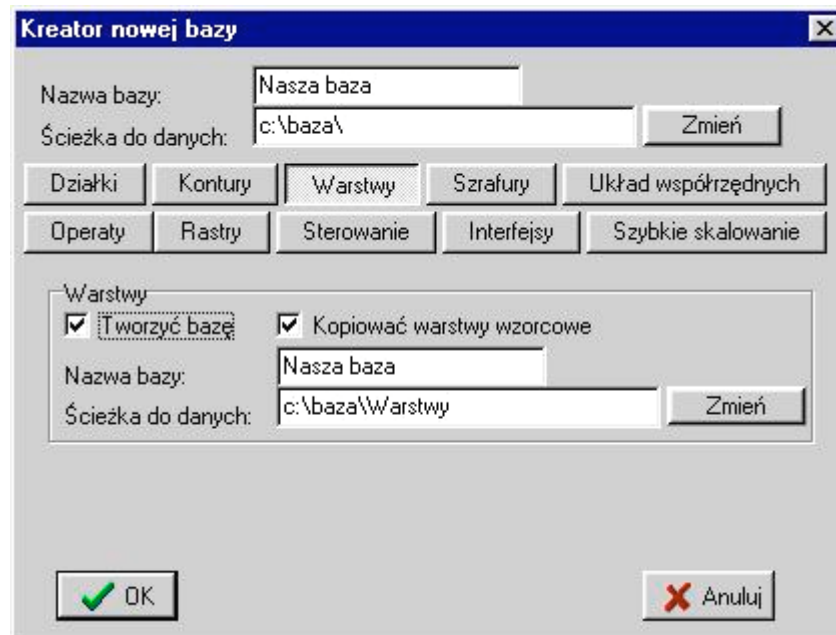 Kreator nowej bazy
Nazwa bazy: Nasza baza
Ścieżka do danych: c:\baza\ Zmień
Działki Kontury Warstwy Szrafury Układ współrzędnych
Operaty Rastry Sterowanie Interfejsy Szybkie skalowanie
Warstwy
Tworzyć bazę Kopiować warstwy wzorcowe
Nazwa bazy: Nasza baza
Ścieżka do danych: c:\baza\Warstwy Zmień
OK Anuluj